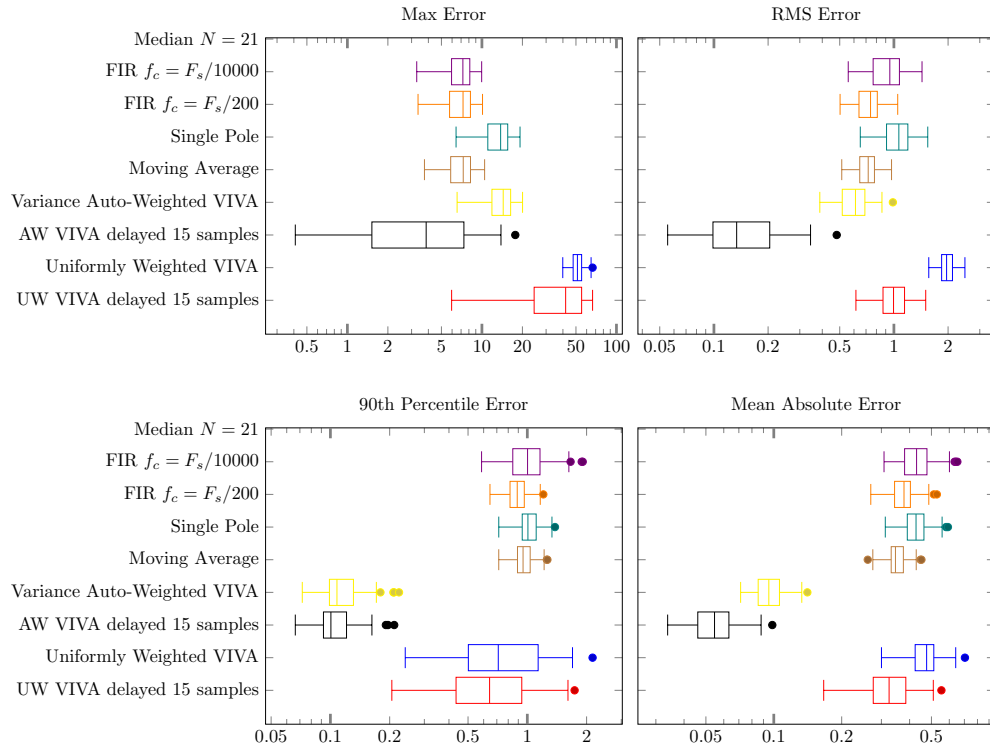 Max Error
RMS Error
Median N = 21
FIR f_c = F_s/10000
FIR f_c = F_s/200
Single Pole
Moving Average
Variance Auto-Weighted VIVA
AW VIVA delayed 15 samples
Uniformly Weighted VIVA
UW VIVA delayed 15 samples
0.5 1 2 5 10 20 50 100
0.05 0.1 0.2 0.5 1 2
90th Percentile Error
Mean Absolute Error
Median N = 21
FIR f_c = F_s/10000
FIR f_c = F_s/200
Single Pole
Moving Average
Variance Auto-Weighted VIVA
AW VIVA delayed 15 samples
Uniformly Weighted VIVA
UW VIVA delayed 15 samples
0.05 0.1 0.2 0.5 1 2
0.05 0.1 0.2 0.5